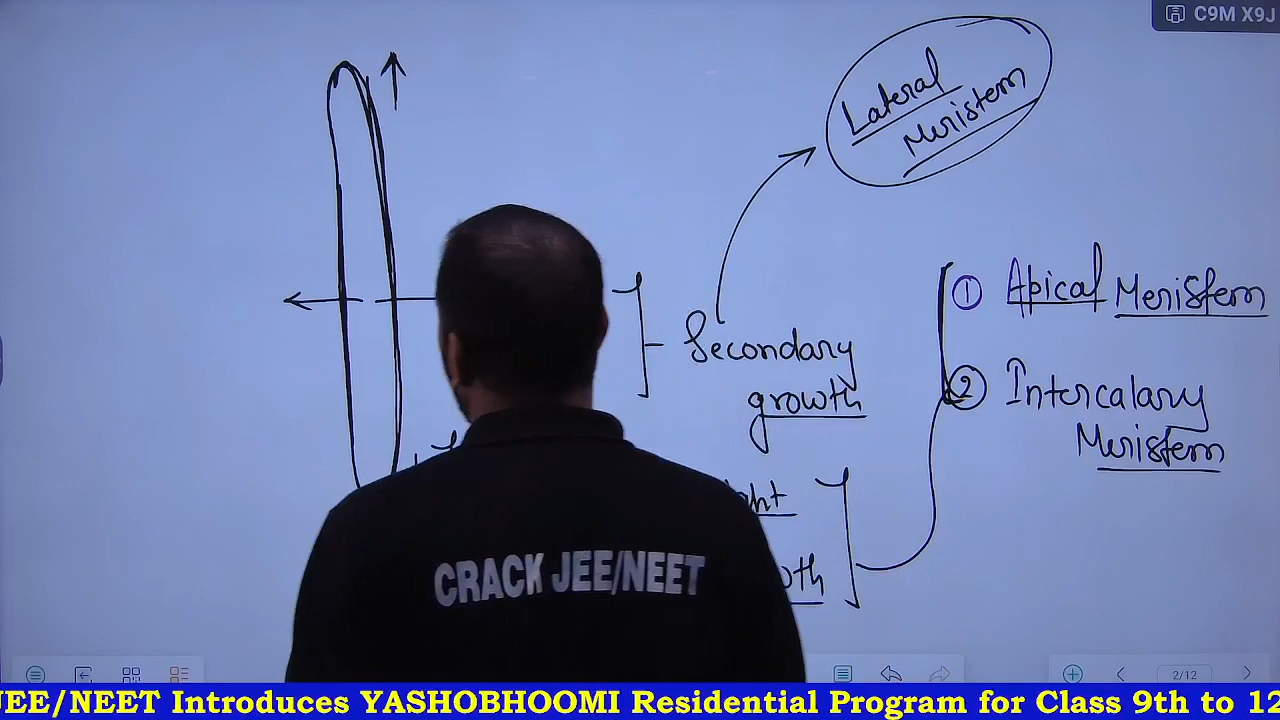 C9M X9J
Lateral
Meristem
① Apical Meristem
Secondary
growth
② Intercalary
Meristem
CRACK JEE/NEET
2/12
JEE/NEET Introduces YASHOBHOOMI Residential Program for Class 9th to 12